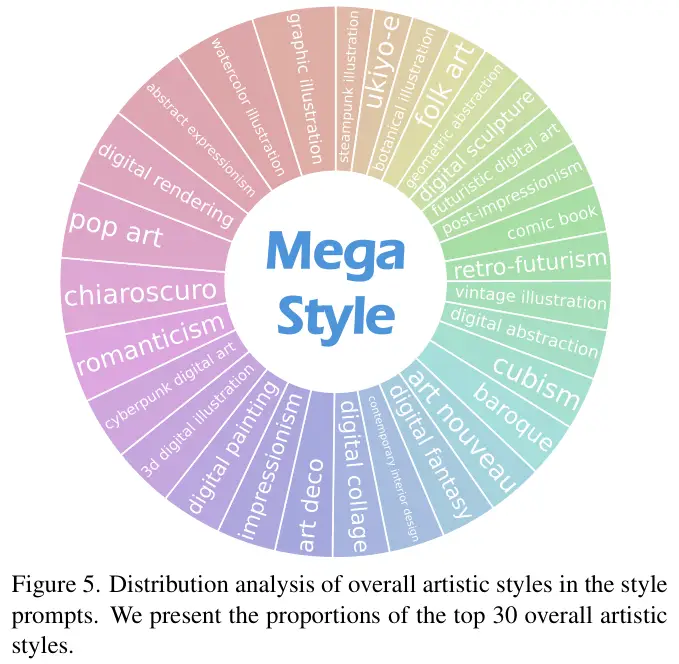 Mega
Style
steampunk illustration
ukiyo-e
botanical illustration
folk art
geometric abstraction
digital sculpture
futuristic digital art
post-impressionism
comic book
retro-futurism
vintage illustration
digital abstraction
cubism
baroque
art nouveau
digital fantasy
contemporary interior design
digital collage
art deco
impressionism
digital painting
3d digital illustration
cyberpunk digital art
romanticism
chiaroscuro
pop art
digital rendering
abstract expressionism
watercolor illustration
graphic illustration
Figure 5. Distribution analysis of overall artistic styles in the style
prompts. We present the proportions of the top 30 overall artistic
styles.